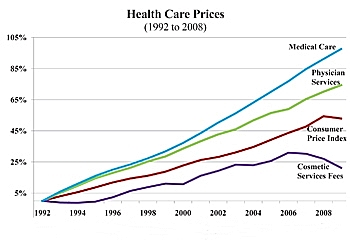 Health Care Prices
(1992 to 2008)
105%
Medical Care
85%
Physician
Services
65%
45%
Consumer
Price Index
25%
Cosmetic
Services Fees
5%
1992 1994 1996 1998 2000 2002 2004 2006 2008